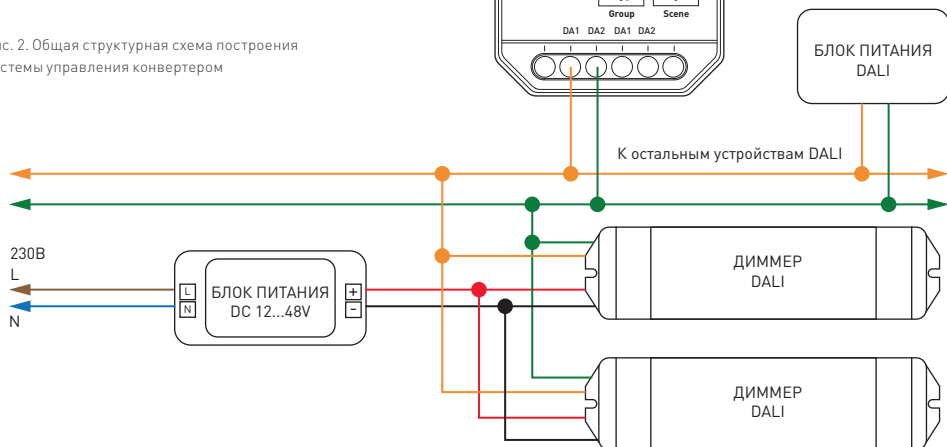 Group Scene
DA1 DA2 DA1 DA2
ис. 2. Общая структурная схема построения
стемы управления конвертером
БЛОК ПИТАНИЯ
DALI
К остальным устройствам DALI
230В
L
N
L
N
БЛОК ПИТАНИЯ
DC 12...48V
+
-
ДИММЕР
DALI
ДИММЕР
DALI